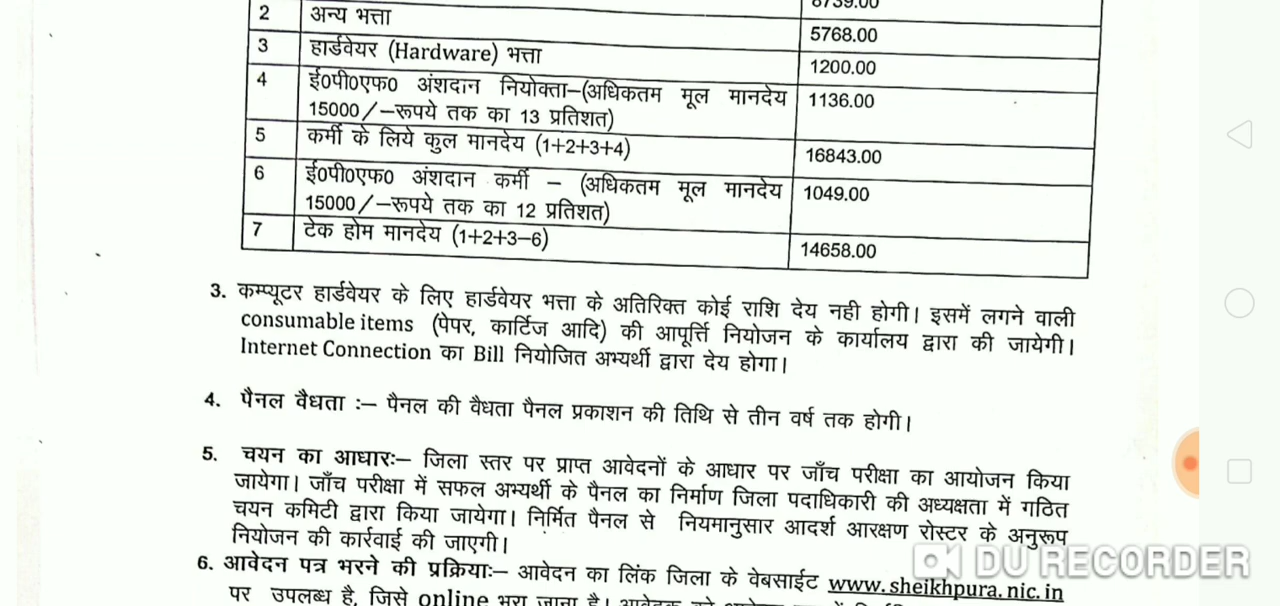 8739.00
2 अन्य भत्ता 5768.00
3 हार्डवेयर (Hardware) भत्ता 1200.00
4 ई0पी0एफ0 अंशदान नियोक्ता–(अधिकतम मूल मानदेय 1136.00
15000/–रूपये तक का 13 प्रतिशत)
5 कर्मी के लिये कुल मानदेय (1+2+3+4) 16843.00
6 ई0पी0एफ0 अंशदान कर्मी – (अधिकतम मूल मानदेय 1049.00
15000/–रूपये तक का 12 प्रतिशत)
7 टेक होम मानदेय (1+2+3–6) 14658.00
3. कम्प्यूटर हार्डवेयर के लिए हार्डवेयर भत्ता के अतिरिक्त कोई राशि देय नही होगी। इसमें लगने वाली
consumable items (पेपर, कार्टिज आदि) की आपूर्त्ति नियोजन के कार्यालय द्वारा की जायेगी।
Internet Connection का Bill नियोजित अभ्यर्थी द्वारा देय होगा।
4. पैनल वैधता :– पैनल की वैधता पैनल प्रकाशन की तिथि से तीन वर्ष तक होगी।
5. चयन का आधारः– जिला स्तर पर प्राप्त आवेदनों के आधार पर जाँच परीक्षा का आयोजन किया
जायेगा। जाँच परीक्षा में सफल अभ्यर्थी के पैनल का निर्माण जिला पदाधिकारी की अध्यक्षता में गठित
चयन कमिटी द्वारा किया जायेगा। निर्मित पैनल से नियमानुसार आदर्श आरक्षण रोस्टर के अनुरूप
नियोजन की कार्रवाई की जाएगी।
6. आवेदन पत्र भरने की प्रक्रियाः– आवेदन का लिंक जिला के वेबसाईट www.sheikhpura.nic.in
पर उपलब्ध है, जिसे online भरा जाना है।
DU RECORDER